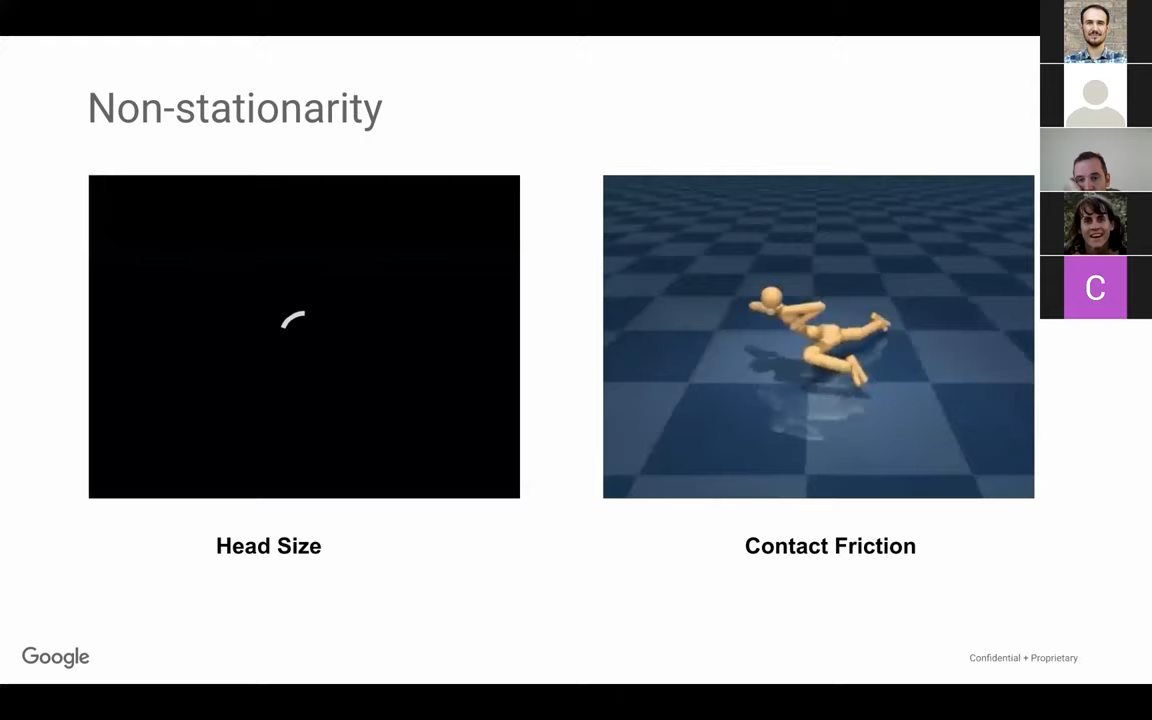 Non-stationarity
C
Head Size
Contact Friction
Google
Confidential + Proprietary